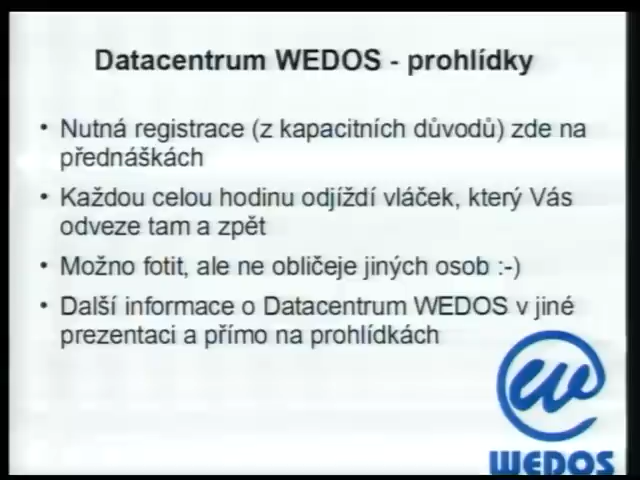 Datacentrum WEDOS - prohlídky
• Nutná registrace (z kapacitních důvodů) zde na
přednáškách
• Každou celou hodinu odjíždí vláček, který Vás
odveze tam a zpět
• Možno fotit, ale ne obličeje jiných osob :-)
• Další informace o Datacentrum WEDOS v jiné
prezentaci a přímo na prohlídkách
WEDOS